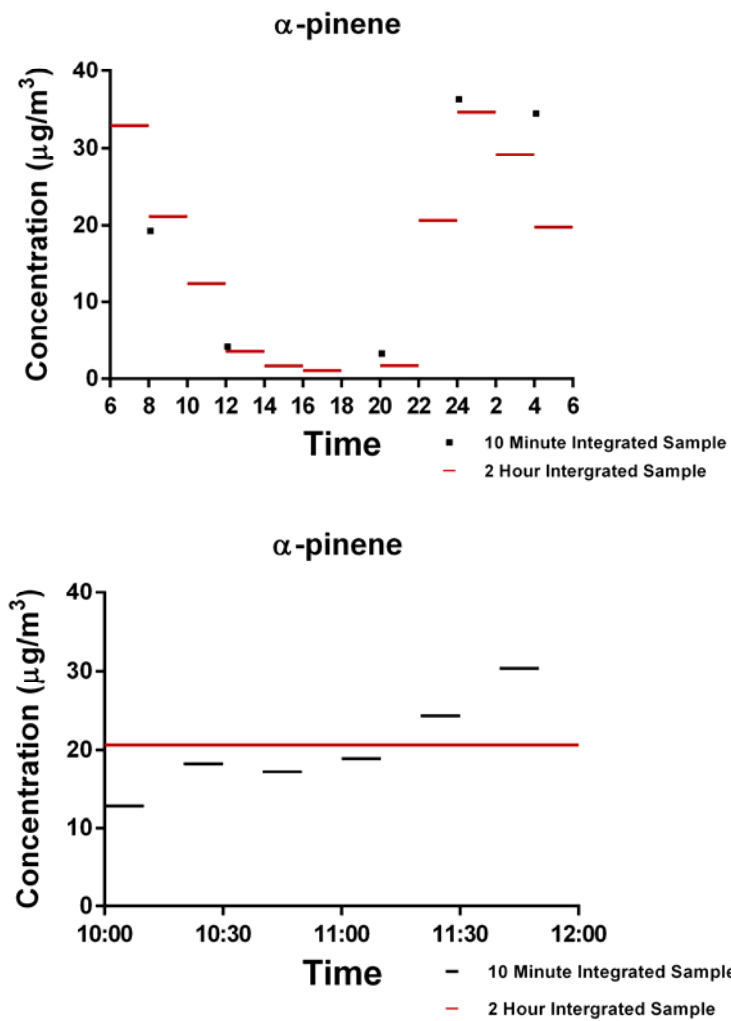 α-pinene
Concentration (μg/m³)
40
30
20
10
0
6 8 10 12 14 16 18 20 22 24 2 4 6
Time
10 Minute Integrated Sample
2 Hour Intergrated Sample
α-pinene
Concentration (μg/m³)
40
30
20
10
0
10:00 10:30 11:00 11:30 12:00
Time
10 Minute Integrated Sample
2 Hour Intergrated Sample